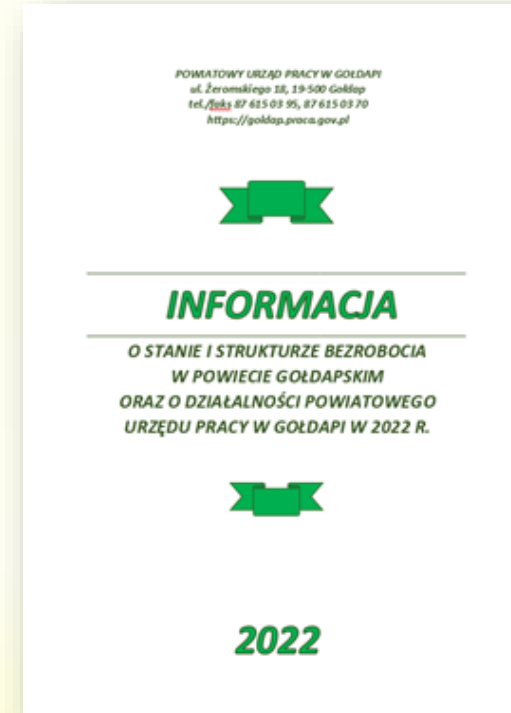 POWIATOWY URZĄD PRACY W GOŁDAPI
ul. Żeromskiego 18, 19-500 Gołdap
tel./faks 87 615 03 95, 87 615 03 70
https://goldap.praca.gov.pl
INFORMACJA
O STANIE I STRUKTURZE BEZROBOCIA
W POWIECIE GOŁDAPSKIM
ORAZ O DZIAŁALNOŚCI POWIATOWEGO
URZĘDU PRACY W GOŁDAPI W 2022 R.
2022